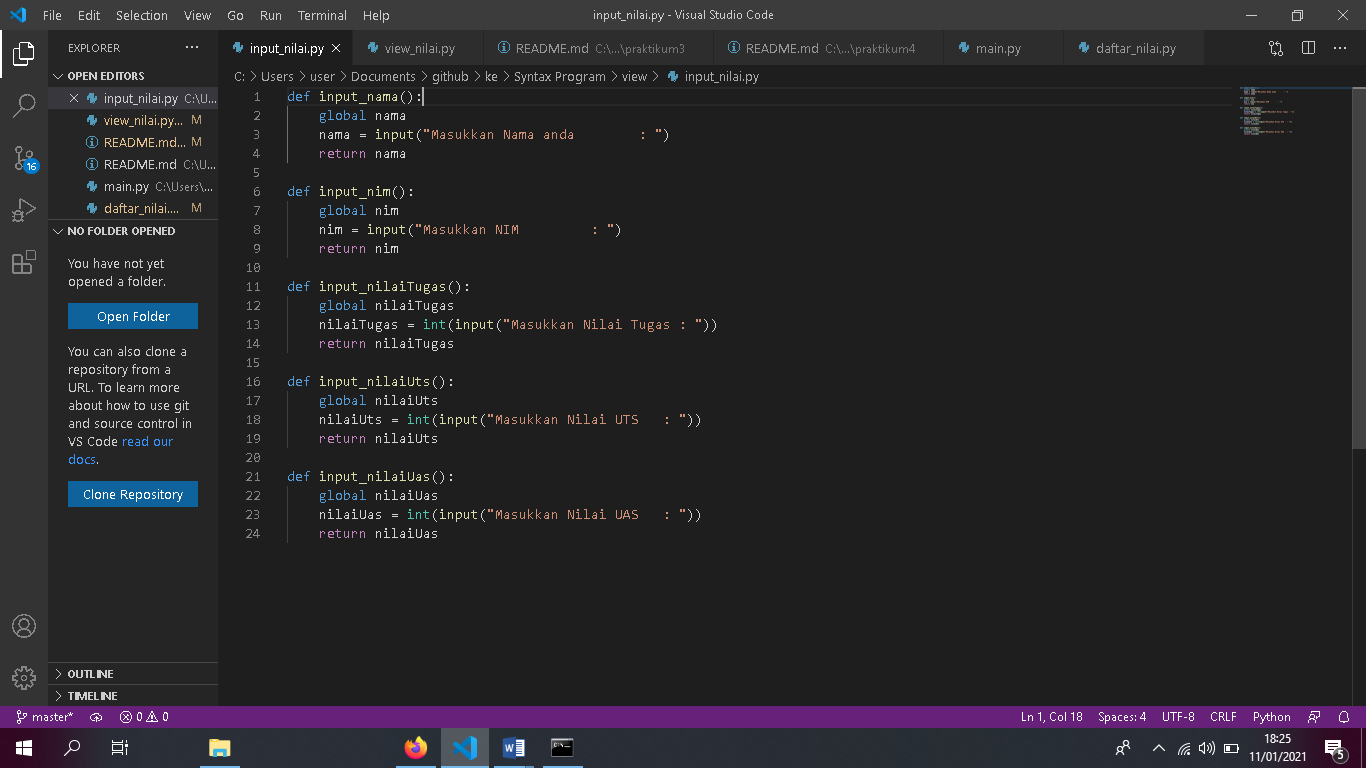 File Edit Selection View Go Run Terminal Help input_nilai.py - Visual Studio Code
EXPLORER ···
input_nilai.py view_nilai.py README.md C:\...\praktikum3 README.md C:\...\praktikum4 main.py daftar_nilai.py
OPEN EDITORS
input_nilai.py C:\U...
view_nilai.py... M
README.md... M
README.md C:\U...
main.py C:\Users\...
daftar_nilai.... M
16
NO FOLDER OPENED
You have not yet
opened a folder.
Open Folder
You can also clone a
repository from a
URL. To learn more
about how to use git
and source control in
VS Code read our
docs.
Clone Repository
OUTLINE
TIMELINE
C: > Users > user > Documents > github > ke > Syntax Program > view > input_nilai.py
1 def input_nama():
2     global nama
3     nama = input("Masukkan Nama anda        : ")
4     return nama
5
6 def input_nim():
7     global nim
8     nim = input("Masukkan NIM         : ")
9     return nim
10
11 def input_nilaiTugas():
12     global nilaiTugas
13     nilaiTugas = int(input("Masukkan Nilai Tugas : "))
14     return nilaiTugas
15
16 def input_nilaiUts():
17     global nilaiUts
18     nilaiUts = int(input("Masukkan Nilai UTS   : "))
19     return nilaiUts
20
21 def input_nilaiUas():
22     global nilaiUas
23     nilaiUas = int(input("Masukkan Nilai UAS   : "))
24     return nilaiUas
master* 0 0 Ln 1, Col 18 Spaces: 4 UTF-8 CRLF Python
18:25
11/01/2021
5